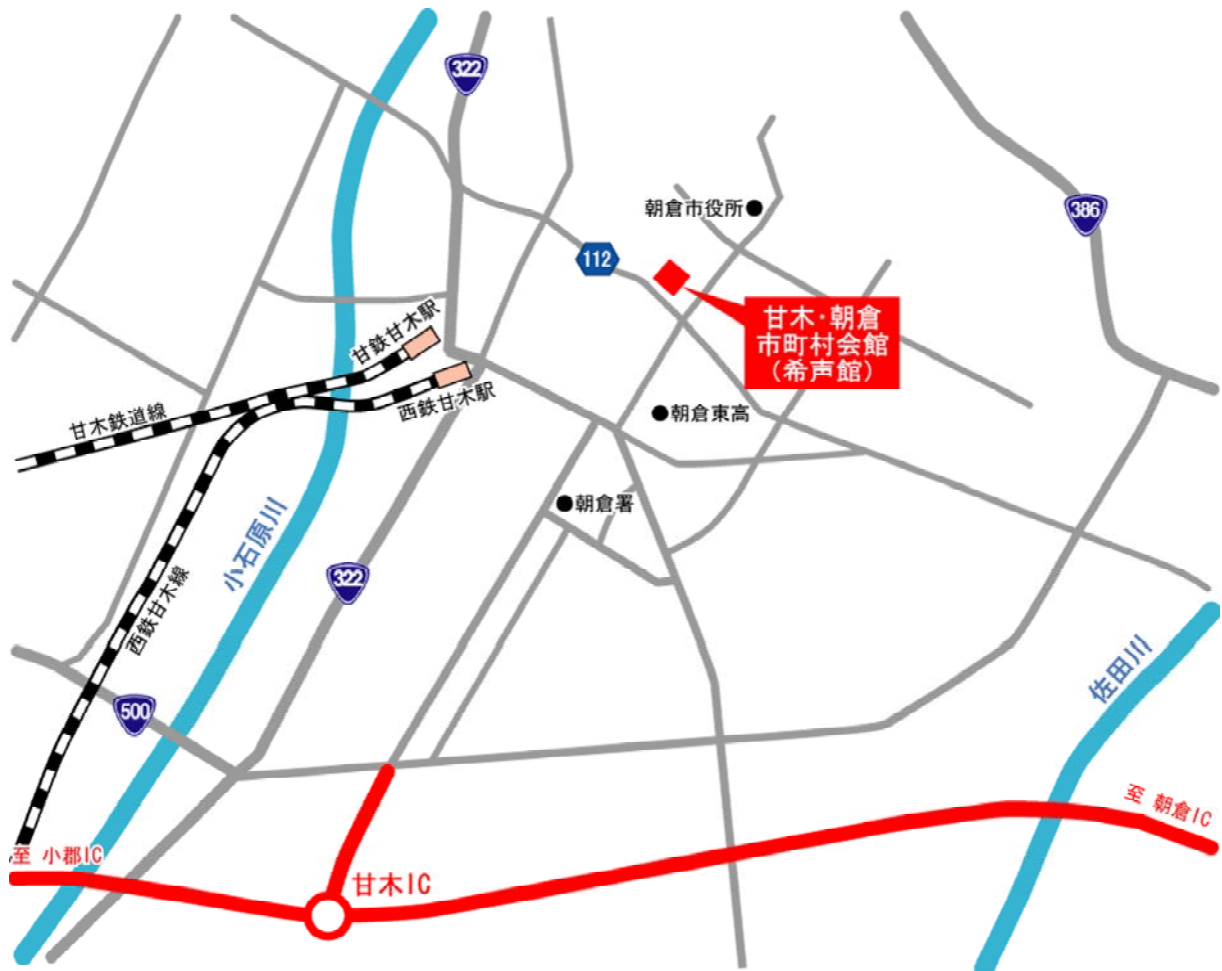 322
386
朝倉市役所
112
甘木・朝倉
市町村会館
（希声館）
甘鉄甘木駅
西鉄甘木駅
甘木鉄道線
朝倉東高
朝倉署
小石原川
322
西鉄甘木線
佐田川
500
至 朝倉IC
至 小郡IC
甘木IC